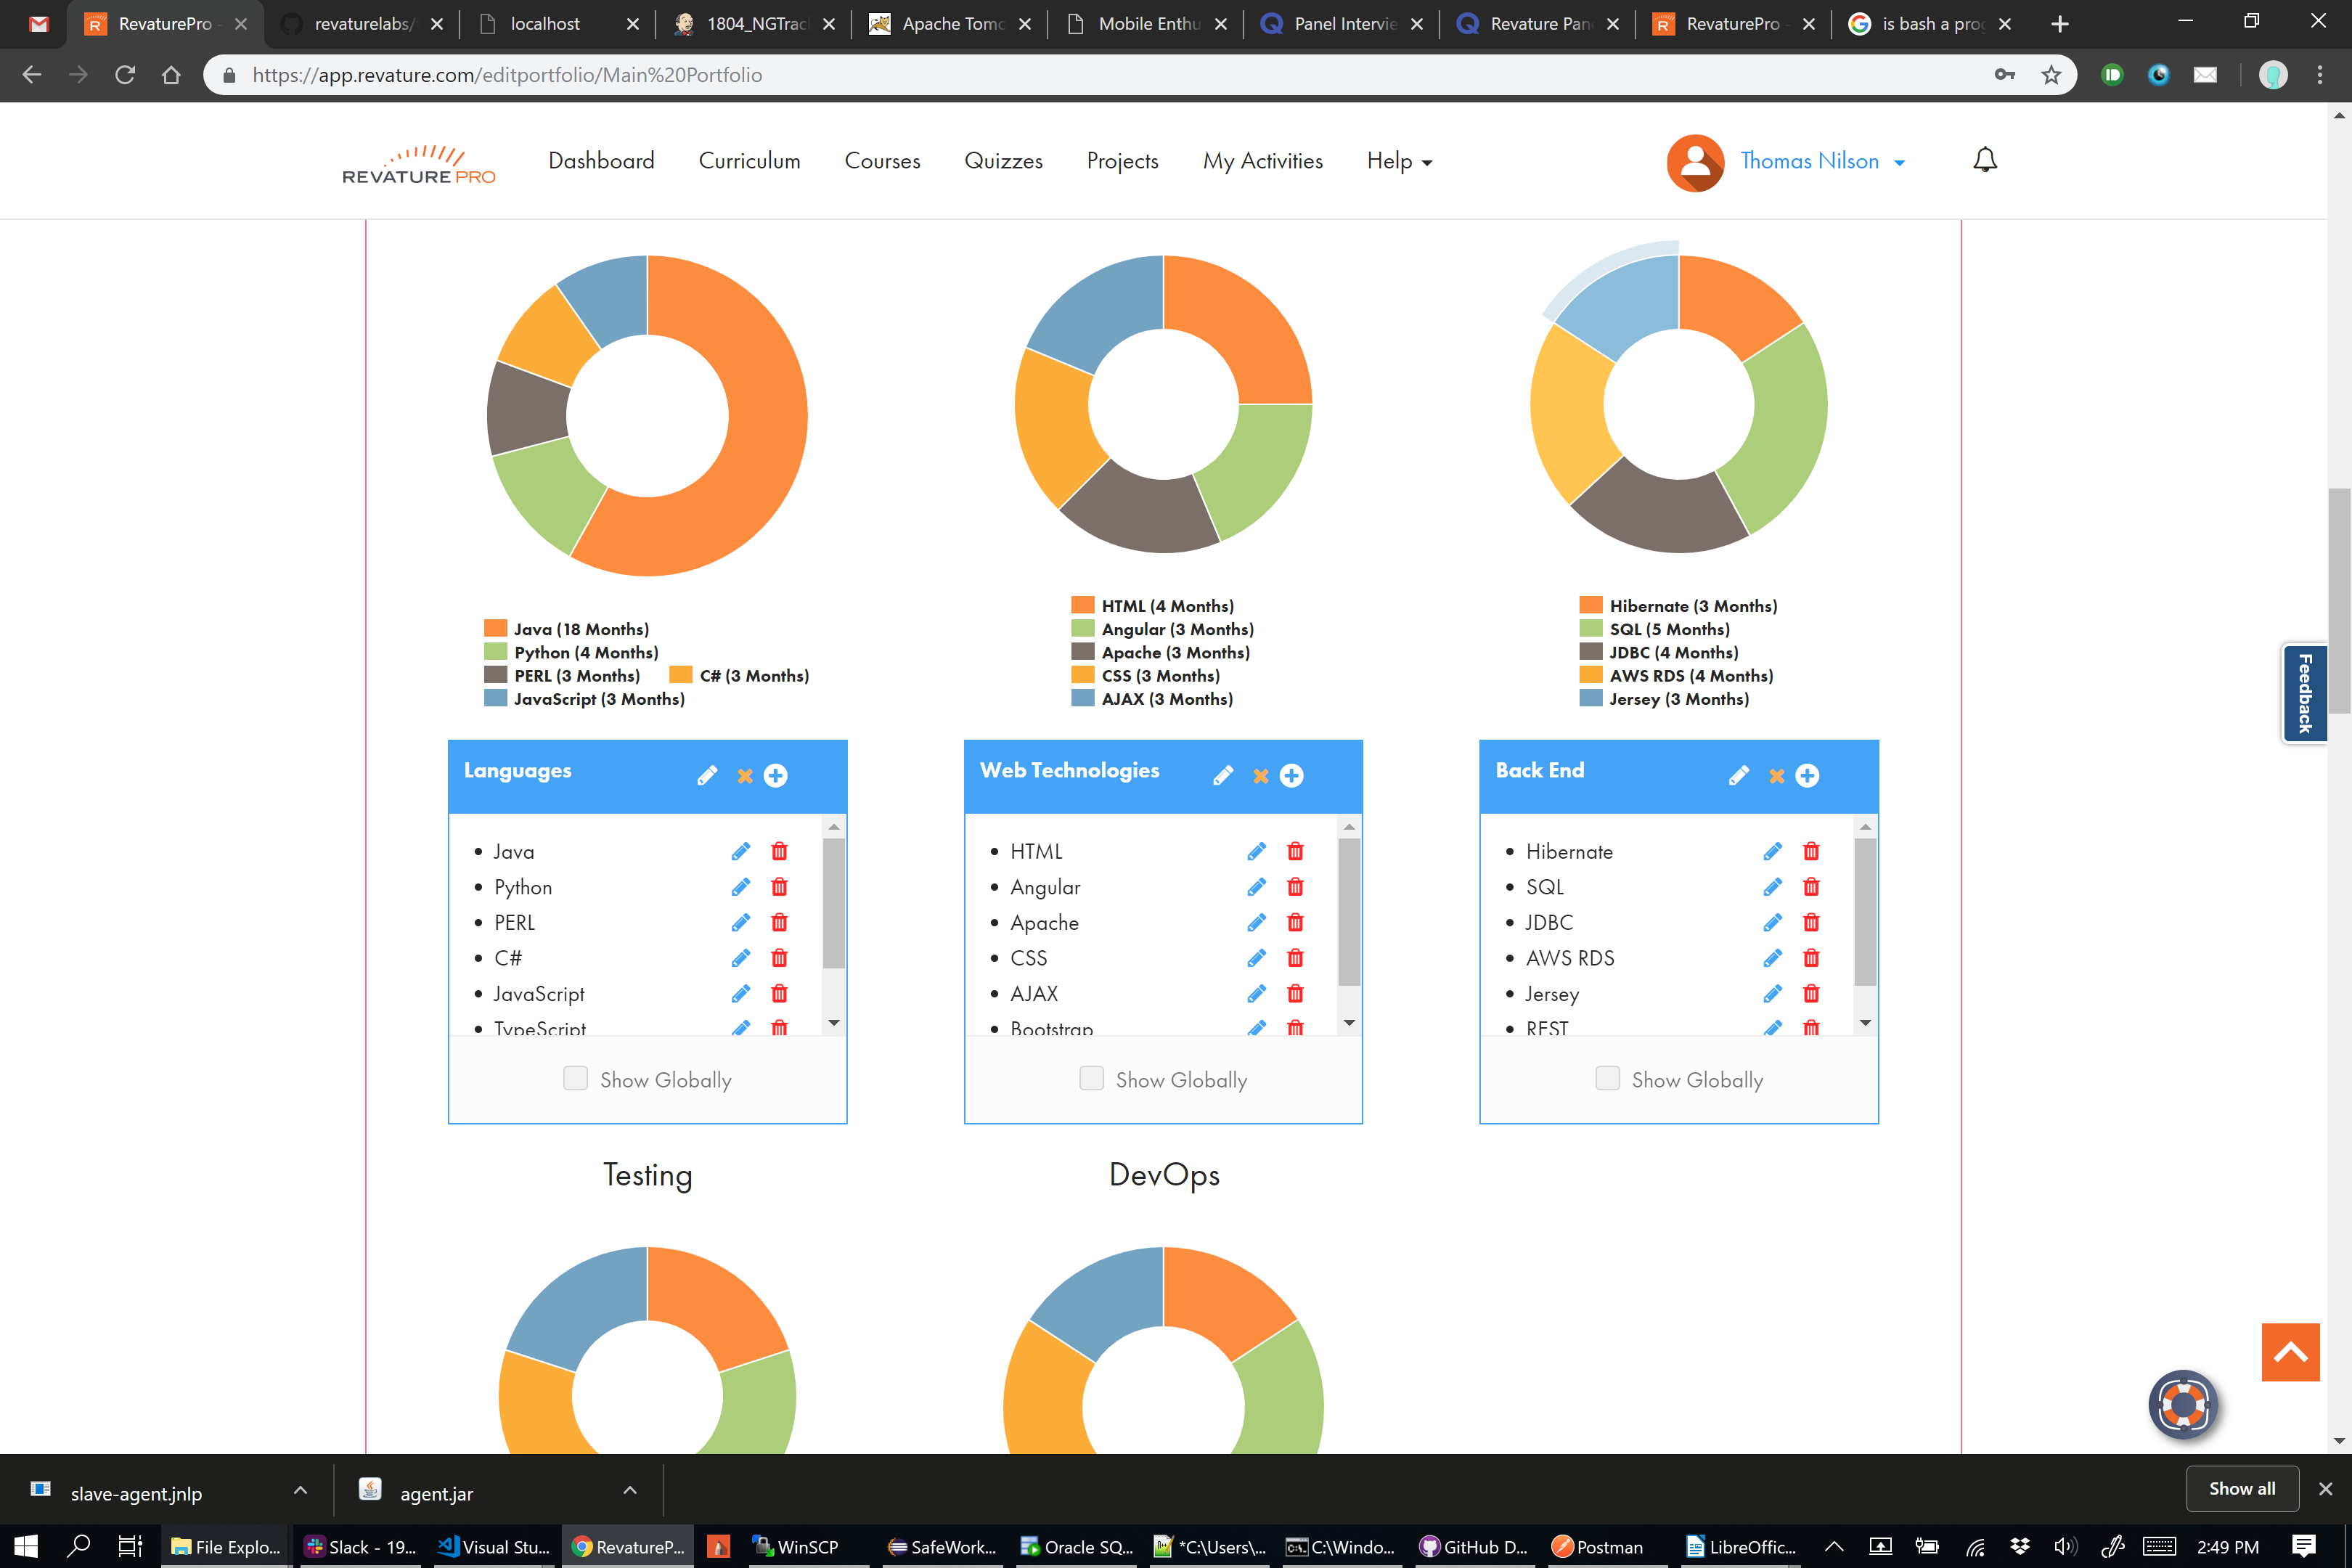 RevaturePro -
revaturelabs/
localhost
1804_NGTrac
Apache Tomc
Mobile Enthu
Panel Intervie
Revature Pan
RevaturePro -
is bash a prog
https://app.revature.com/editportfolio/Main%20Portfolio
REVATUREPRO
Dashboard
Curriculum
Courses
Quizzes
Projects
My Activities
Help
Thomas Nilson
Java (18 Months)
Python (4 Months)
PERL (3 Months)
C# (3 Months)
JavaScript (3 Months)
HTML (4 Months)
Angular (3 Months)
Apache (3 Months)
CSS (3 Months)
AJAX (3 Months)
Hibernate (3 Months)
SQL (5 Months)
JDBC (4 Months)
AWS RDS (4 Months)
Jersey (3 Months)
Feedback
Languages
Java
Python
PERL
C#
JavaScript
TypeScript
Show Globally
Web Technologies
HTML
Angular
Apache
CSS
AJAX
Bootstrap
Show Globally
Back End
Hibernate
SQL
JDBC
AWS RDS
Jersey
REST
Show Globally
Testing
DevOps
slave-agent.jnlp
agent.jar
Show all
File Explo...
Slack - 19...
Visual Stu...
RevatureP...
WinSCP
SafeWork...
Oracle SQ...
*C:\Users\...
C:\Windo...
GitHub D...
Postman
LibreOffic...
2:49 PM